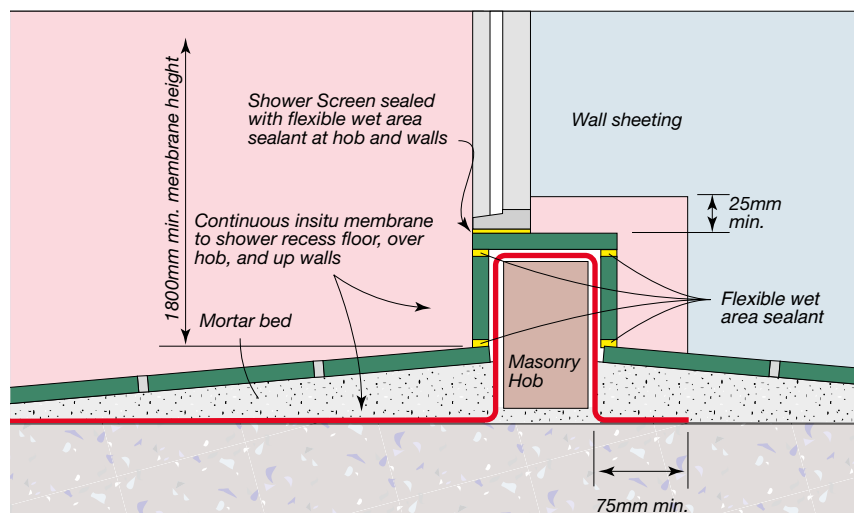 1800mm min. membrane height
Shower Screen sealed
with flexible wet area
sealant at hob and walls
Wall sheeting
25mm
min.
Continuous insitu membrane
to shower recess floor, over
hob, and up walls
Flexible wet
area sealant
Mortar bed
Masonry
Hob
75mm min.